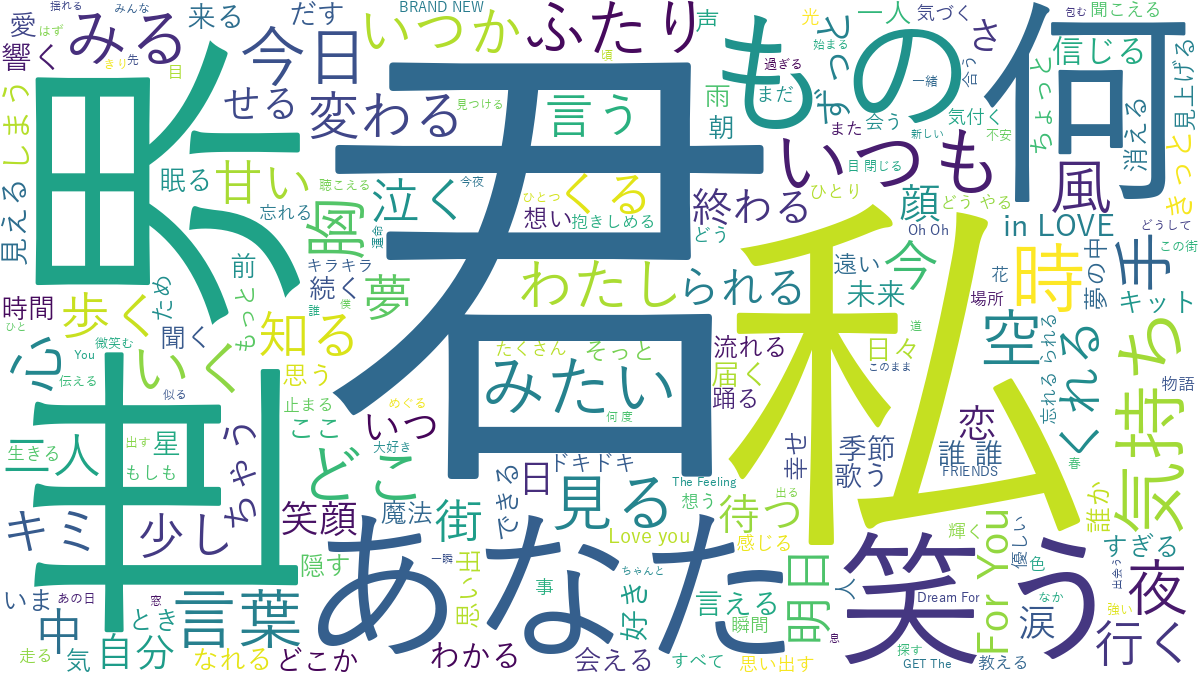 揺れる
みんな
BRAND NEW
声
光
一人
気づく
包む
聞こえる
愛
はず
来る
だす
いつか
ふたり
入る
さ
始まる
合う
信じる
ちょっと
見上げる
響く
きり
先
目
みる
今日
もの
何
しまう
世界
君
せる
変わる
言う
見つける
過ぎる
一緒
雨
まだ
ずっと
朝
また
会う
気付く
新しい
不安
消える
きっと
見える
眠る
甘い
聴こえる
胸
泣く
今夜
ひとつ
くる
いつも
目 閉じる
ひとり
風
忘れる
運命
想い
抱きしめる
どう
終わる
顔
どう やる
Oh Oh
in LOVE
どうして
この街
手
夢の中
前
キラキラ
続く
僕
誰
夢
わたし
られる
遠い
今
未来
花
場所
時
キット
時間
ため
ひと
歩く
もっと
聞く
知る
微笑む
You
伝える
心
いく
似る
思う
止まる
めぐる
たくさん
そっと
みたい
何度
流れる
届く
踊る
道
日々
このまま
私
空
忘れる られる
くれる
気持ち
物語
二人
生きる
出す
星
もしも
ちゃう
ここ
いつ
大好き
どこ
ドキドキ
日
できる
The Feeling
見る
想う
出る
待つ
幸せ
季節
歌う
恋
誰 誰
FRIENDS
春
キミ
少し
笑顔
魔法
街
隠す
一瞬
思い出
Love you
感じる
明日
輝く
For You
優しい
色
誰か
すぎる
出会う
夜
いま
あの日
窓
中
とき
言葉
あなた
ちゃんと
事
好き
言える
瞬間
人
笑う
Dream For
なか
涙
強い
走る
気
自分
なれる
どこか
わかる
会える
すべて
思い出す
息
探す
GET The
教える
行く